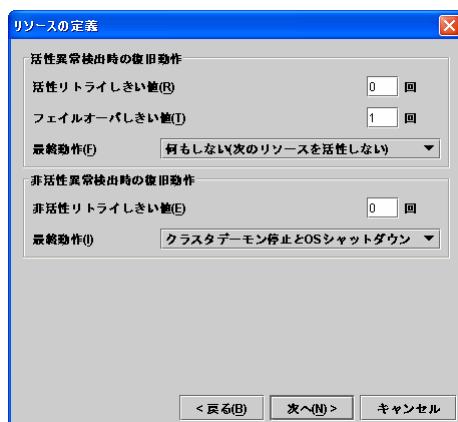 リソースの定義
活性異常検出時の復旧動作
活性リトライしきい値(R) 0 回
フェイルオーバしきい値(T) 1 回
最終動作(F) 何もしない(次のリソースを活性しない)
非活性異常検出時の復旧動作
非活性リトライしきい値(E) 0 回
最終動作(I) クラスタデーモン停止とOSシャットダウン
< 戻る(B) 次へ(N) > キャンセル